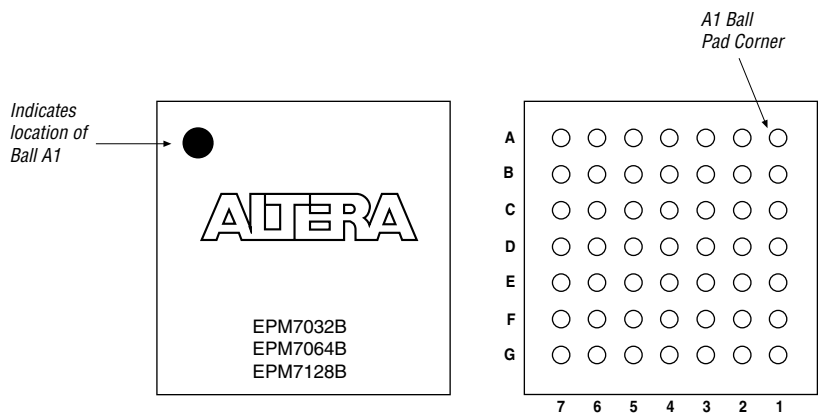 A1 Ball
Pad Corner
Indicates
location of
Ball A1
ALTERA
EPM7032B
EPM7064B
EPM7128B
A
B
C
D
E
F
G
7 6 5 4 3 2 1